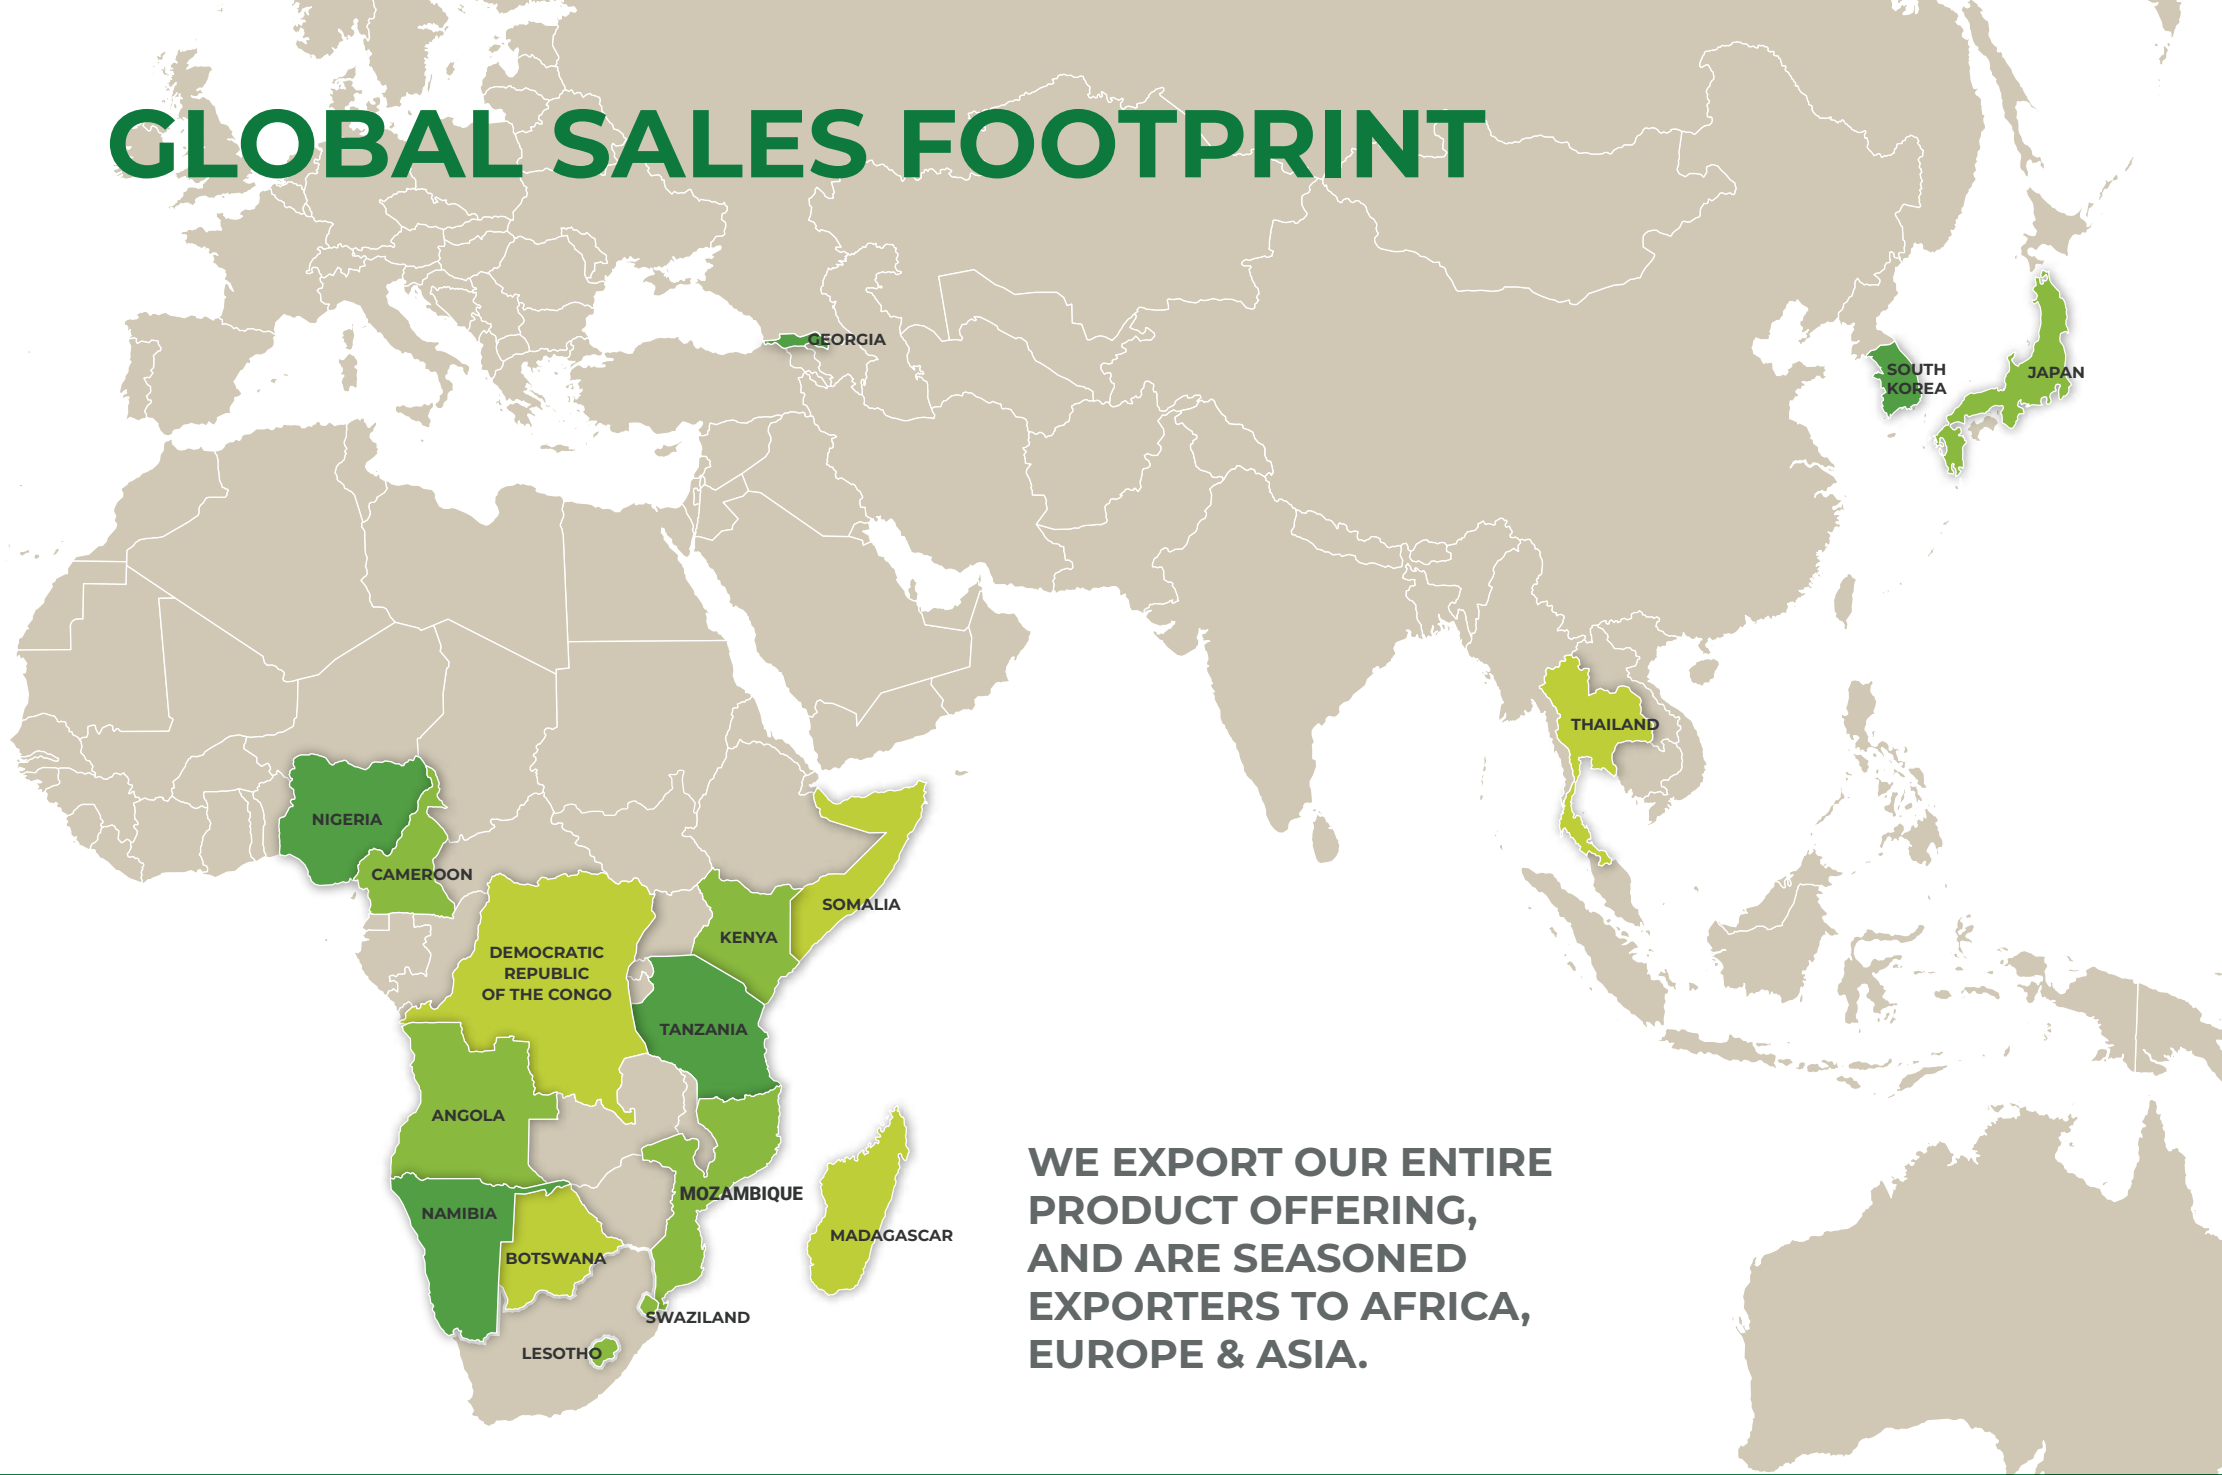 GLOBAL SALES FOOTPRINT
GEORGIA
SOUTH
KOREA
JAPAN
THAILAND
NIGERIA
CAMEROON
SOMALIA
KENYA
DEMOCRATIC
REPUBLIC
OF THE CONGO
TANZANIA
ANGOLA
MOZAMBIQUE
NAMIBIA
MADAGASCAR
BOTSWANA
SWAZILAND
LESOTHO
WE EXPORT OUR ENTIRE
PRODUCT OFFERING,
AND ARE SEASONED
EXPORTERS TO AFRICA,
EUROPE & ASIA.